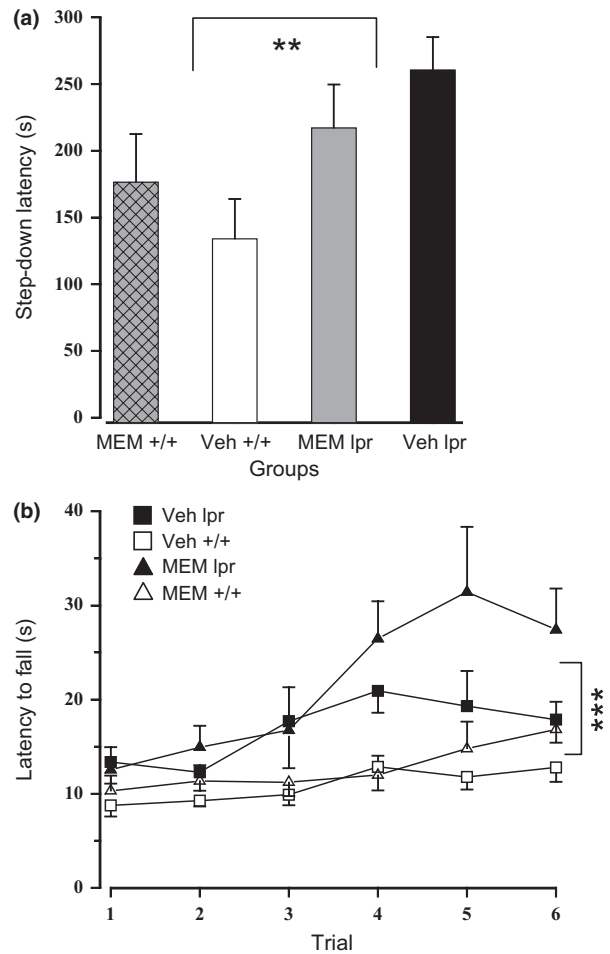 (a)
300
250
200
150
100
50
0
Step-down latency (s)
**
MEM +/+ Veh +/+ MEM lpr Veh lpr
Groups
(b)
40
30
20
10
0
Latency to fall (s)
Veh lpr
Veh +/+
MEM lpr
MEM +/+
***
1 2 3 4 5 6
Trial